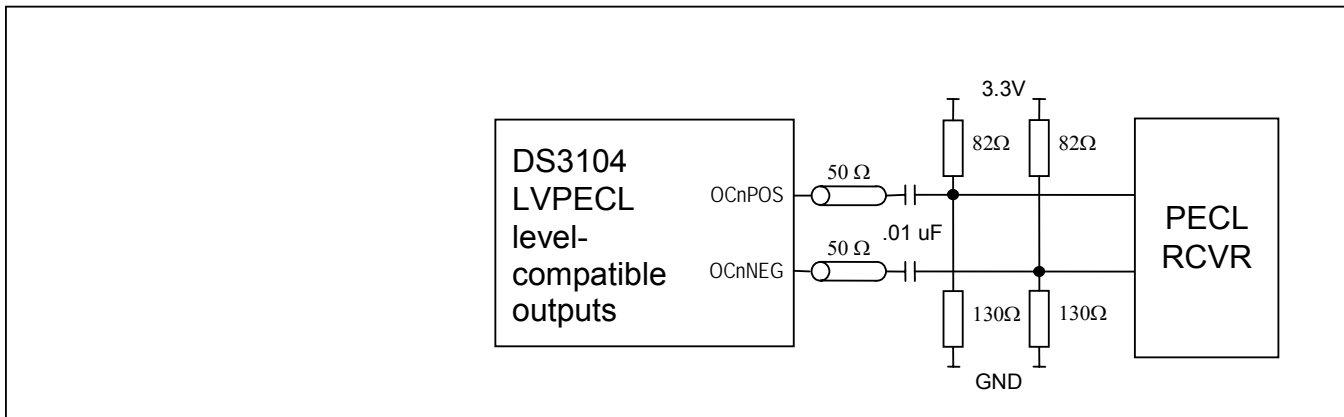 3.3V
82Ω
82Ω
DS3104
LVPECL
level-
compatible
outputs
OCnPOS
50 Ω
.01 uF
OCnNEG
50 Ω
PECL
RCVR
130Ω
130Ω
GND